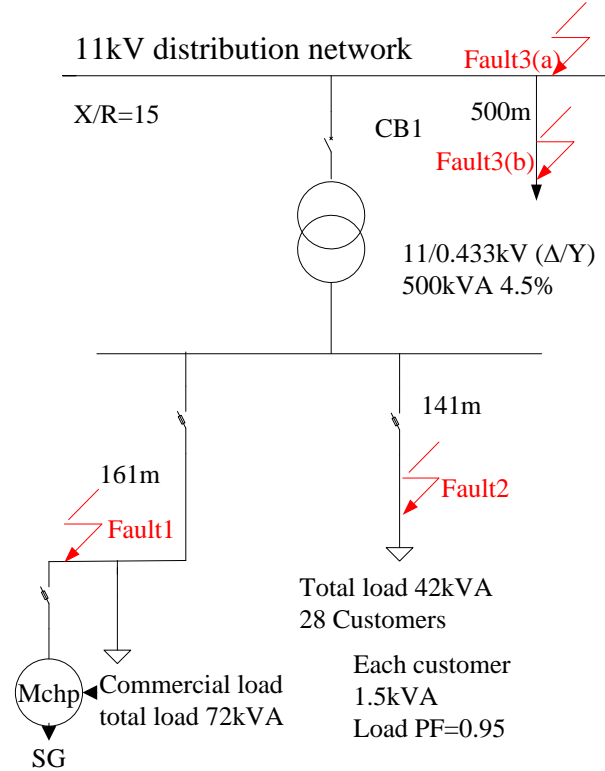 11kV distribution network
Fault3(a)
X/R=15
500m
CB1
Fault3(b)
11/0.433kV (Δ/Y)
500kVA 4.5%
141m
161m
Fault2
Fault1
Total load 42kVA
28 Customers
Each customer
1.5kVA
Load PF=0.95
Mchp
Commercial load
total load 72kVA
SG